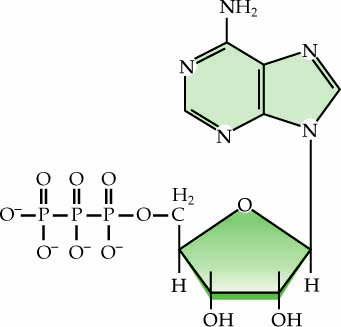 NH₂
N N
N N
H₂
O O O
O⁻ P P P O C O
O⁻ O⁻ O⁻
H H
OH OH